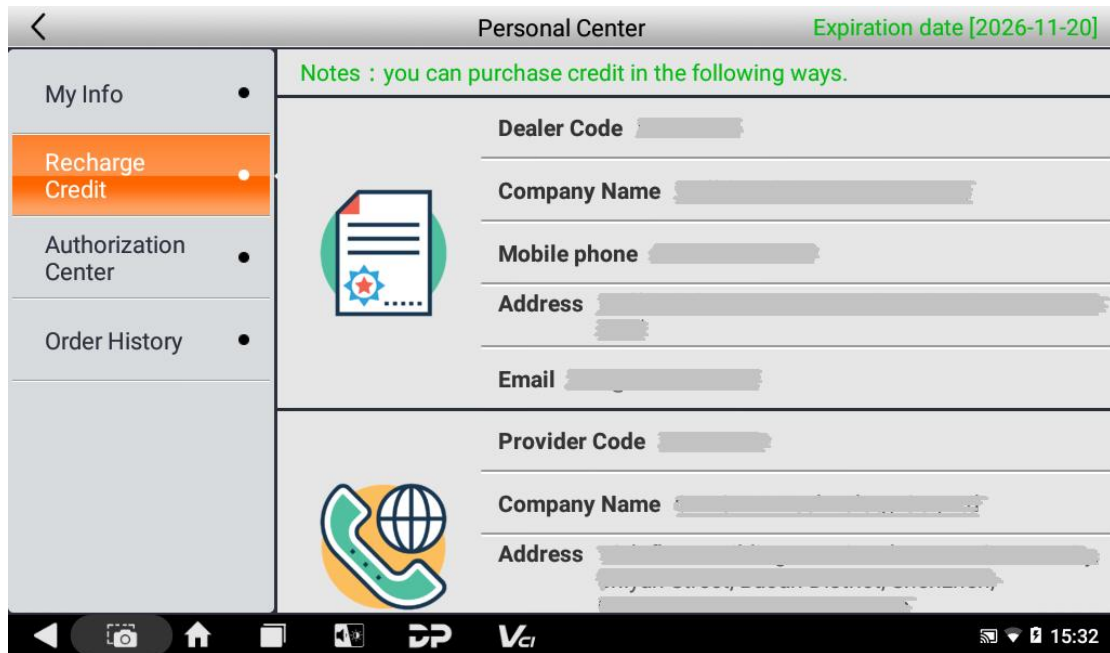 Personal Center
Expiration date [2026-11-20]
My Info
Recharge
Credit
Authorization
Center
Order History
Notes：you can purchase credit in the following ways.
Dealer Code
Company Name
Mobile phone
Address
Email
Provider Code
Company Name
Address
DP
VCI
15:32